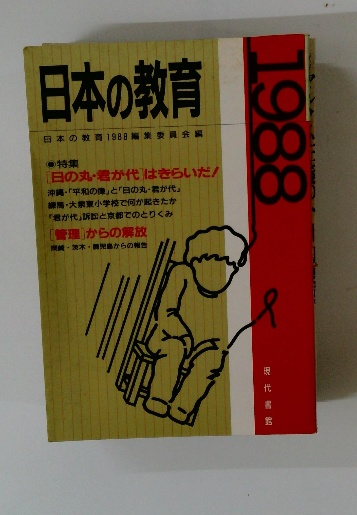 日本の教育
1988
日本の教育1988編集委員会編
●特集
「日の丸・君が代」はきらいだ!
沖縄・「平和の像」と「日の丸・君が代」
練馬・大泉東小学校で何が起きたか
「君が代」訴訟と京都でのとりくみ
「管理」からの解放
茨木・鹿児島からの報告
現代書館